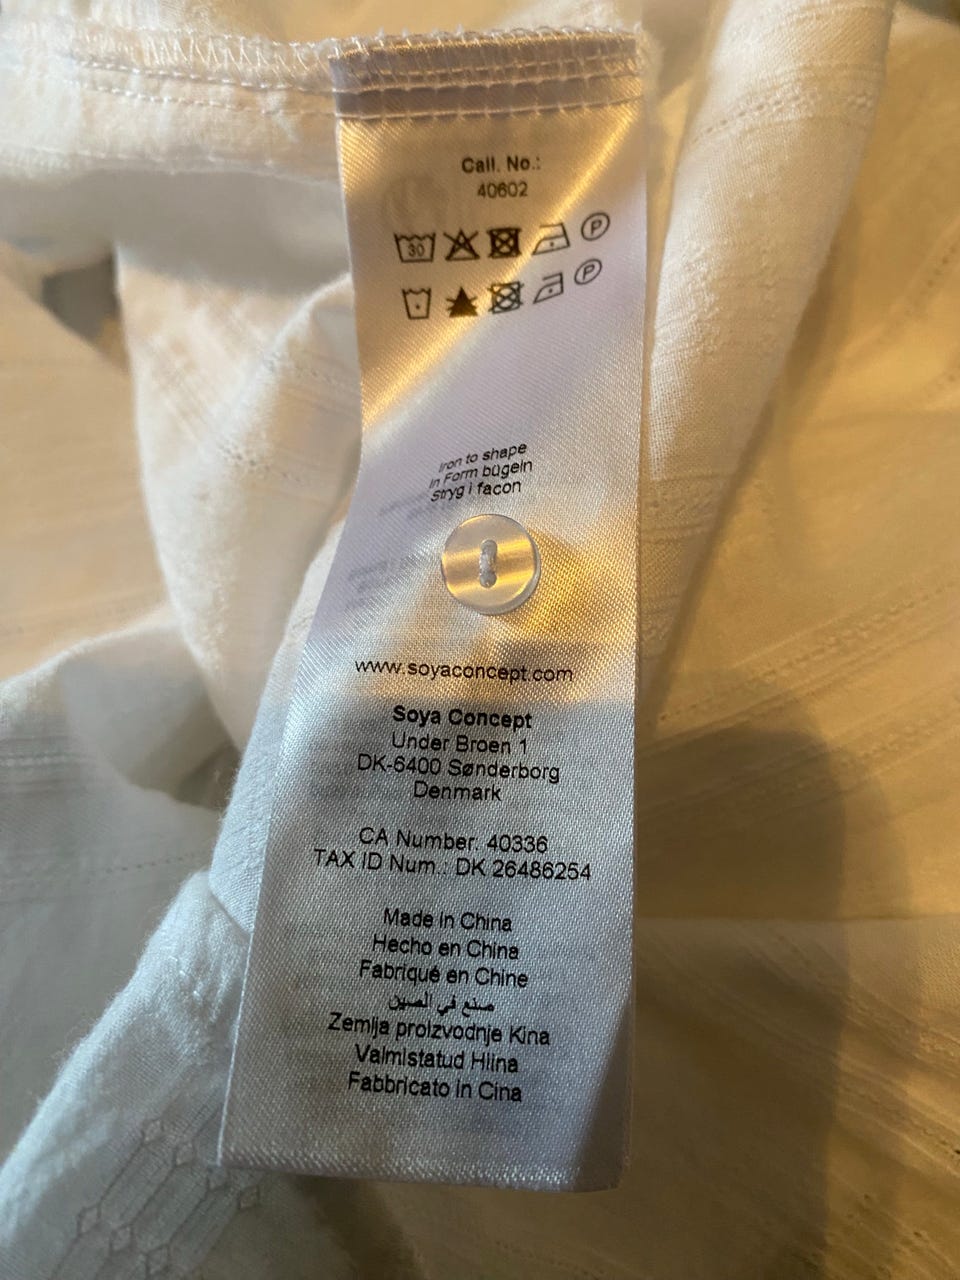 Call. No.:
40602
30 P
P
Iron to shape
in Form bügeln
Stryg i facon
www.soyaconcept.com
Soya Concept
Under Broen 1
DK-6400 Sønderborg
Denmark
CA Number: 40336
TAX ID Num.: DK 26486254
Made in China
Hecho en China
Fabriqué en Chine
صنع في الصين
Zemlja proizvodnje Kina
Valmistatud Hiina
Fabbricato in Cina